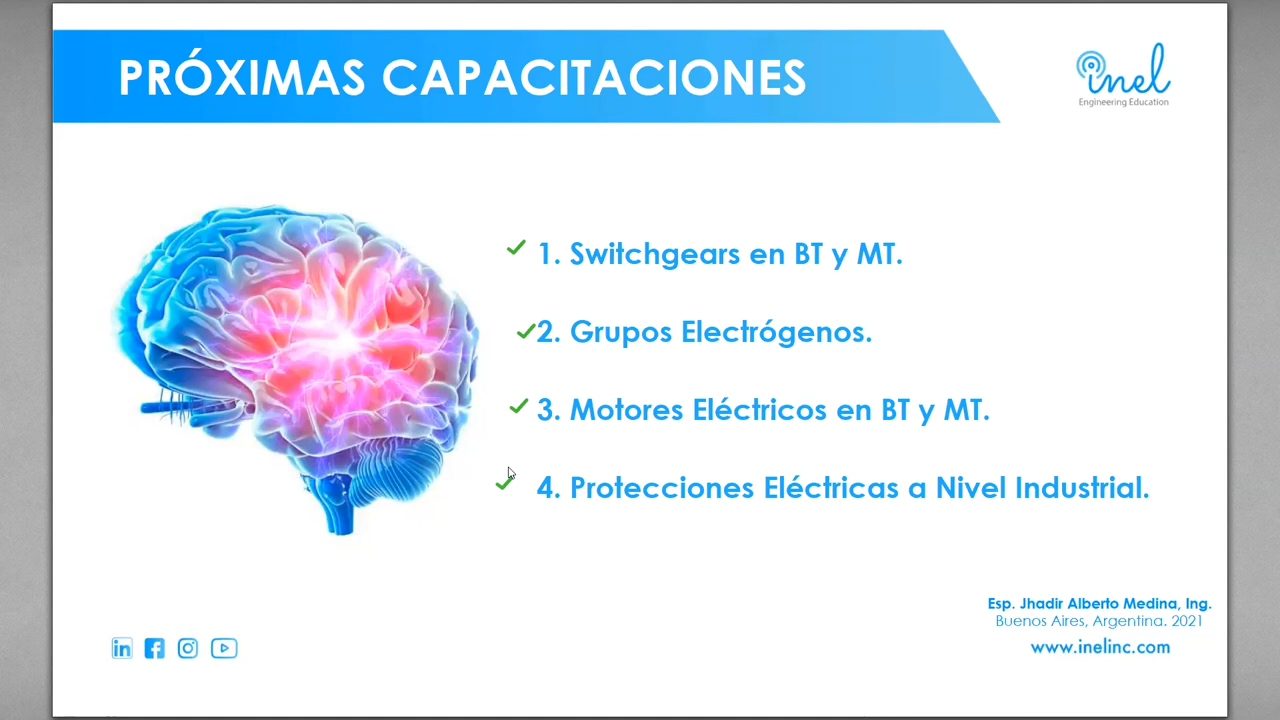 PRÓXIMAS CAPACITACIONES
inel
Engineering Education
1. Switchgears en BT y MT.
2. Grupos Electrógenos.
3. Motores Eléctricos en BT y MT.
4. Protecciones Eléctricas a Nivel Industrial.
Esp. Jhadir Alberto Medina, Ing.
Buenos Aires, Argentina. 2021
www.inelinc.com
in